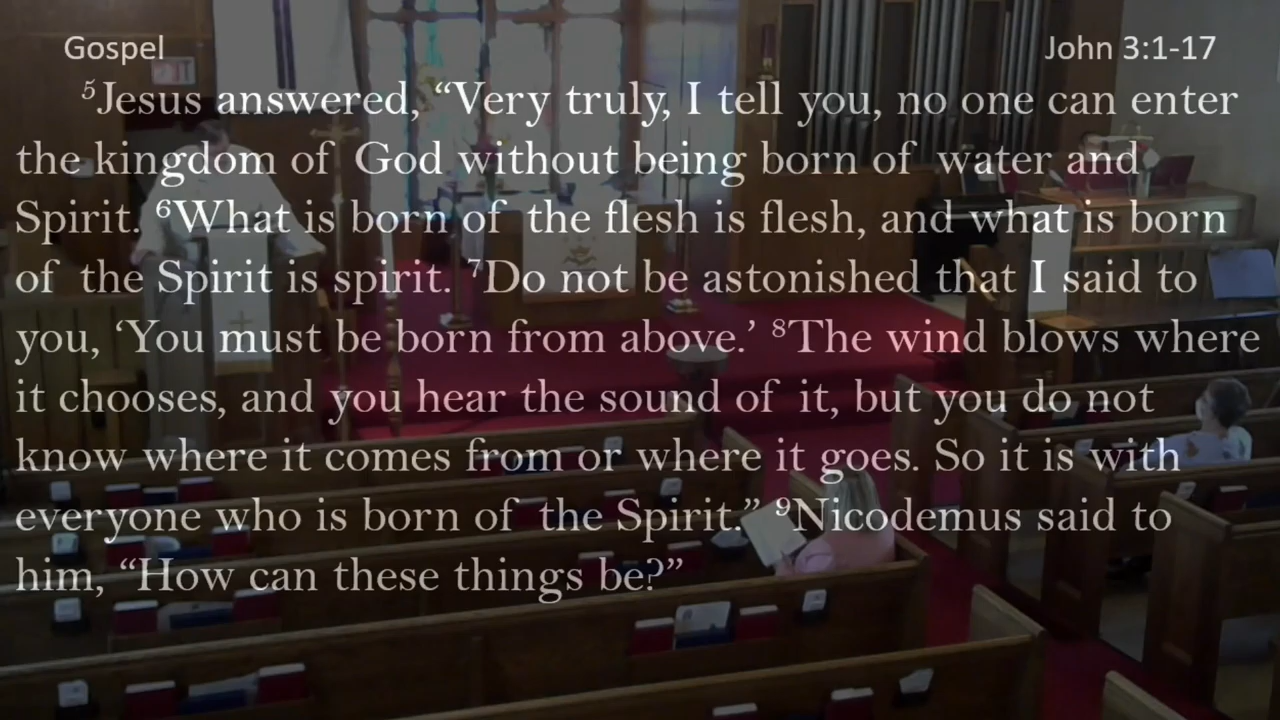 Gospel John 3:1-17
⁵Jesus answered, “Very truly, I tell you, no one can enter
the kingdom of God without being born of water and
Spirit. ⁶What is born of the flesh is flesh, and what is born
of the Spirit is spirit. ⁷Do not be astonished that I said to
you, ‘You must be born from above.’ ⁸The wind blows where
it chooses, and you hear the sound of it, but you do not
know where it comes from or where it goes. So it is with
everyone who is born of the Spirit.” ⁹Nicodemus said to
him, “How can these things be?”